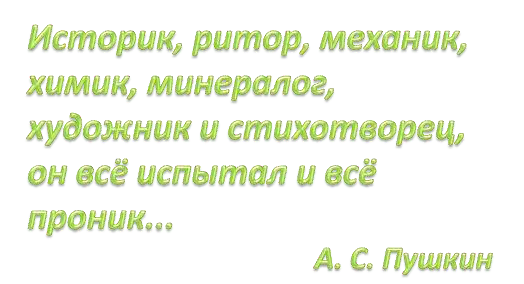 Историк, ритор, механик,
химик, минералог,
художник и стихотворец,
он всё испытал и всё
проник...
А. С. Пушкин